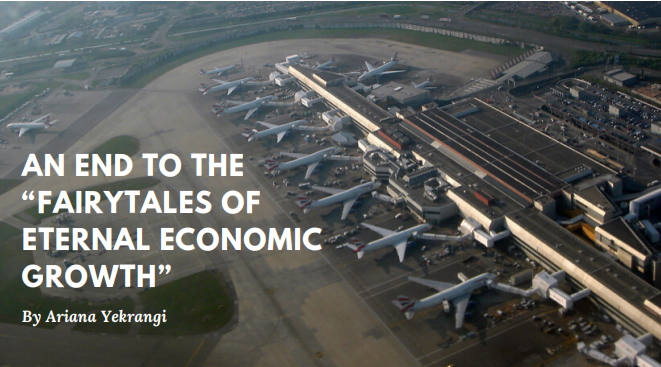 AN END TO THE
“FAIRYTALES OF
ETERNAL ECONOMIC
GROWTH”
By Ariana Yekrangi